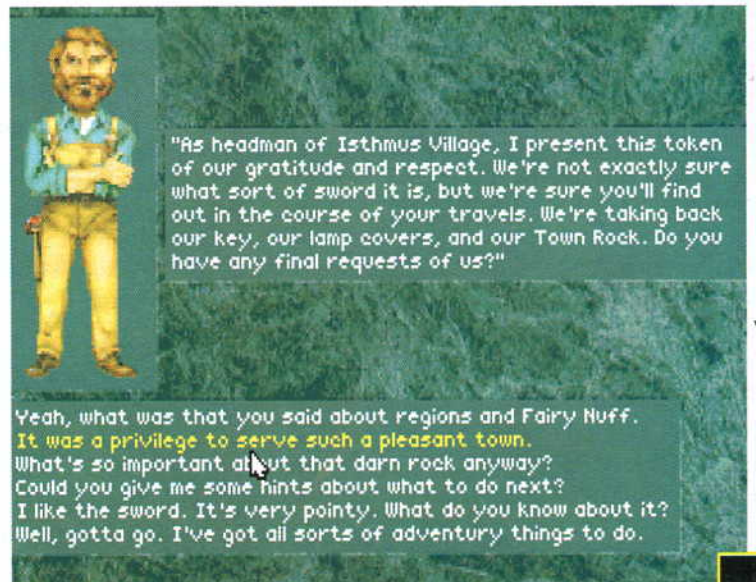 "As headman of Isthmus Village, I present this token
of our gratitude and respect. We're not exactly sure
what sort of sword it is, but we're sure you'll find
out in the course of your travels. We're taking back
our key, our lamp covers, and our Town Rock. Do you
have any final requests of us?"
Yeah, what was that you said about regions and Fairy Nuff.
It was a privilege to serve such a pleasant town.
What's so important about that darn rock anyway?
Could you give me some hints about what to do next?
I like the sword. It's very pointy. What do you know about it?
Well, gotta go. I've got all sorts of adventury things to do.